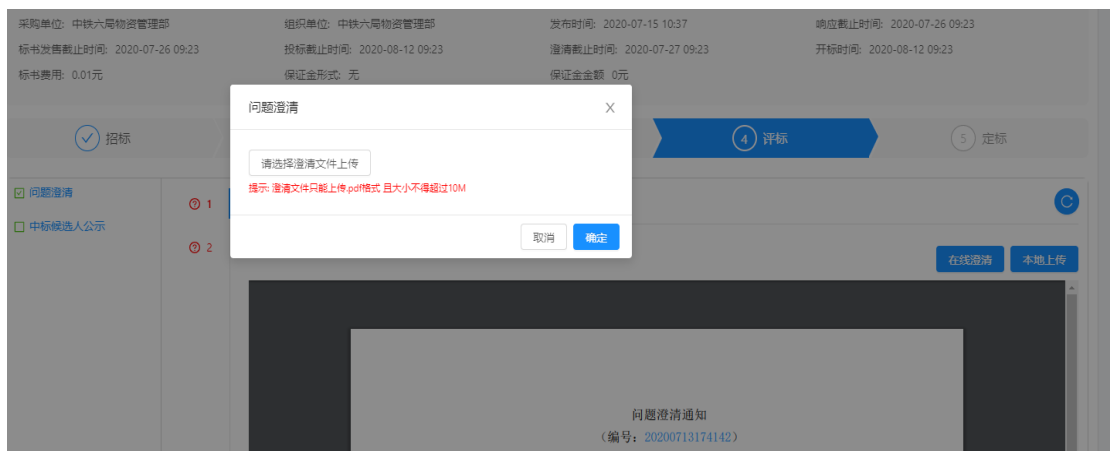 采购单位: 中铁六局物资管理部 组织单位: 中铁六局物资管理部 发布时间: 2020-07-15 10:37 响应截止时间: 2020-07-26 09:23
标书发售截止时间: 2020-07-26 09:23 投标截止时间: 2020-08-12 09:23 澄清截止时间: 2020-07-27 09:23 开标时间: 2020-08-12 09:23
标书费用: 0.01元 保证金形式: 无 保证金金额 0元
问题澄清 X
招标 4 评标 5 定标
请选择澄清文件上传
提示: 澄清文件只能上传.pdf格式 且大小不得超过10M
问题澄清 1
中标候选人公示
取消 确定
2
在线澄清 本地上传
问题澄清通知
(编号: 20200713174142)